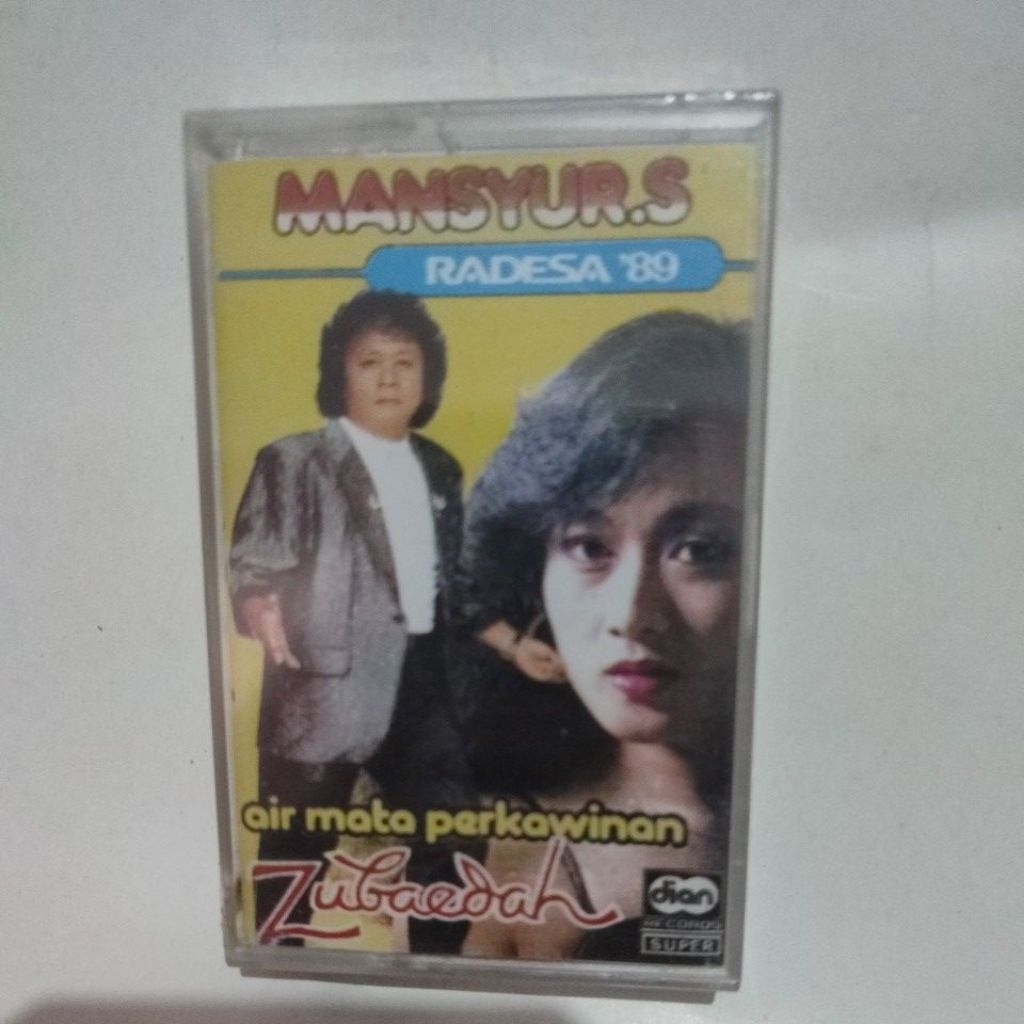 MANSYUR.S
RADESA '89
air mata perkawinan
Zubaedah
dian
RECORDS
SUPER